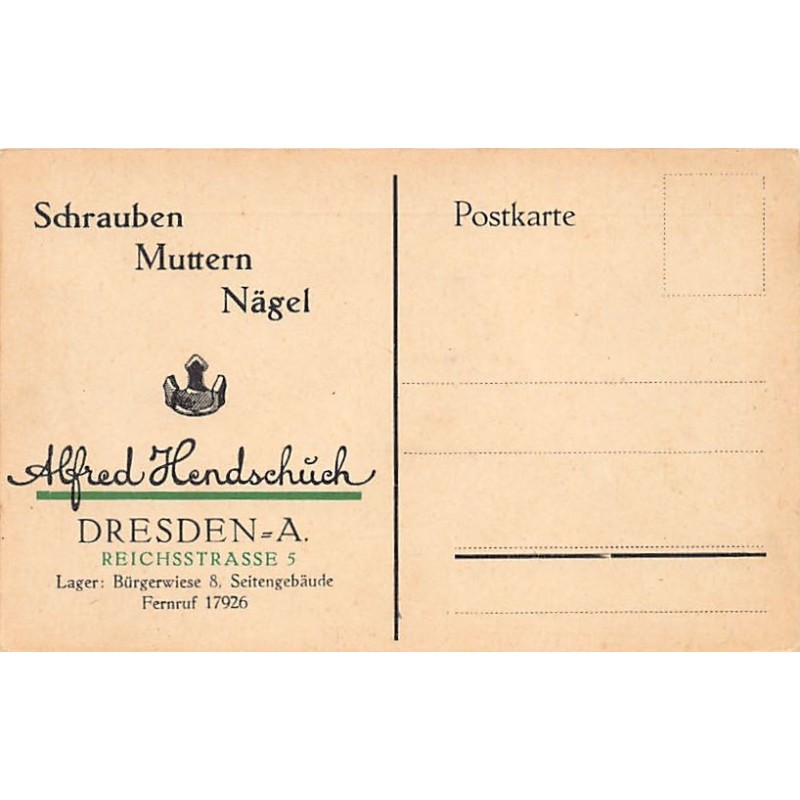 Schrauben
Muttern
Nägel
Alfred Hendschuch
DRESDEN=A.
REICHSSTRASSE 5
Lager: Bürgerwiese 8, Seitengebäude
Fernruf 17926
Postkarte